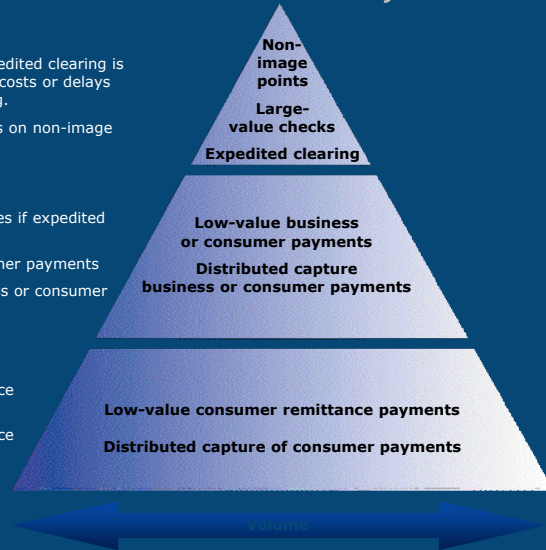 edited clearing is
costs or delays
g.
s on non-image
es if expedited
mer payments
s or consumer
ce
ce
Non-
image
points
Large-
value checks
Expedited clearing
Low-value business
or consumer payments
Distributed capture
business or consumer payments
Low-value consumer remittance payments
Distributed capture of consumer payments
Volume